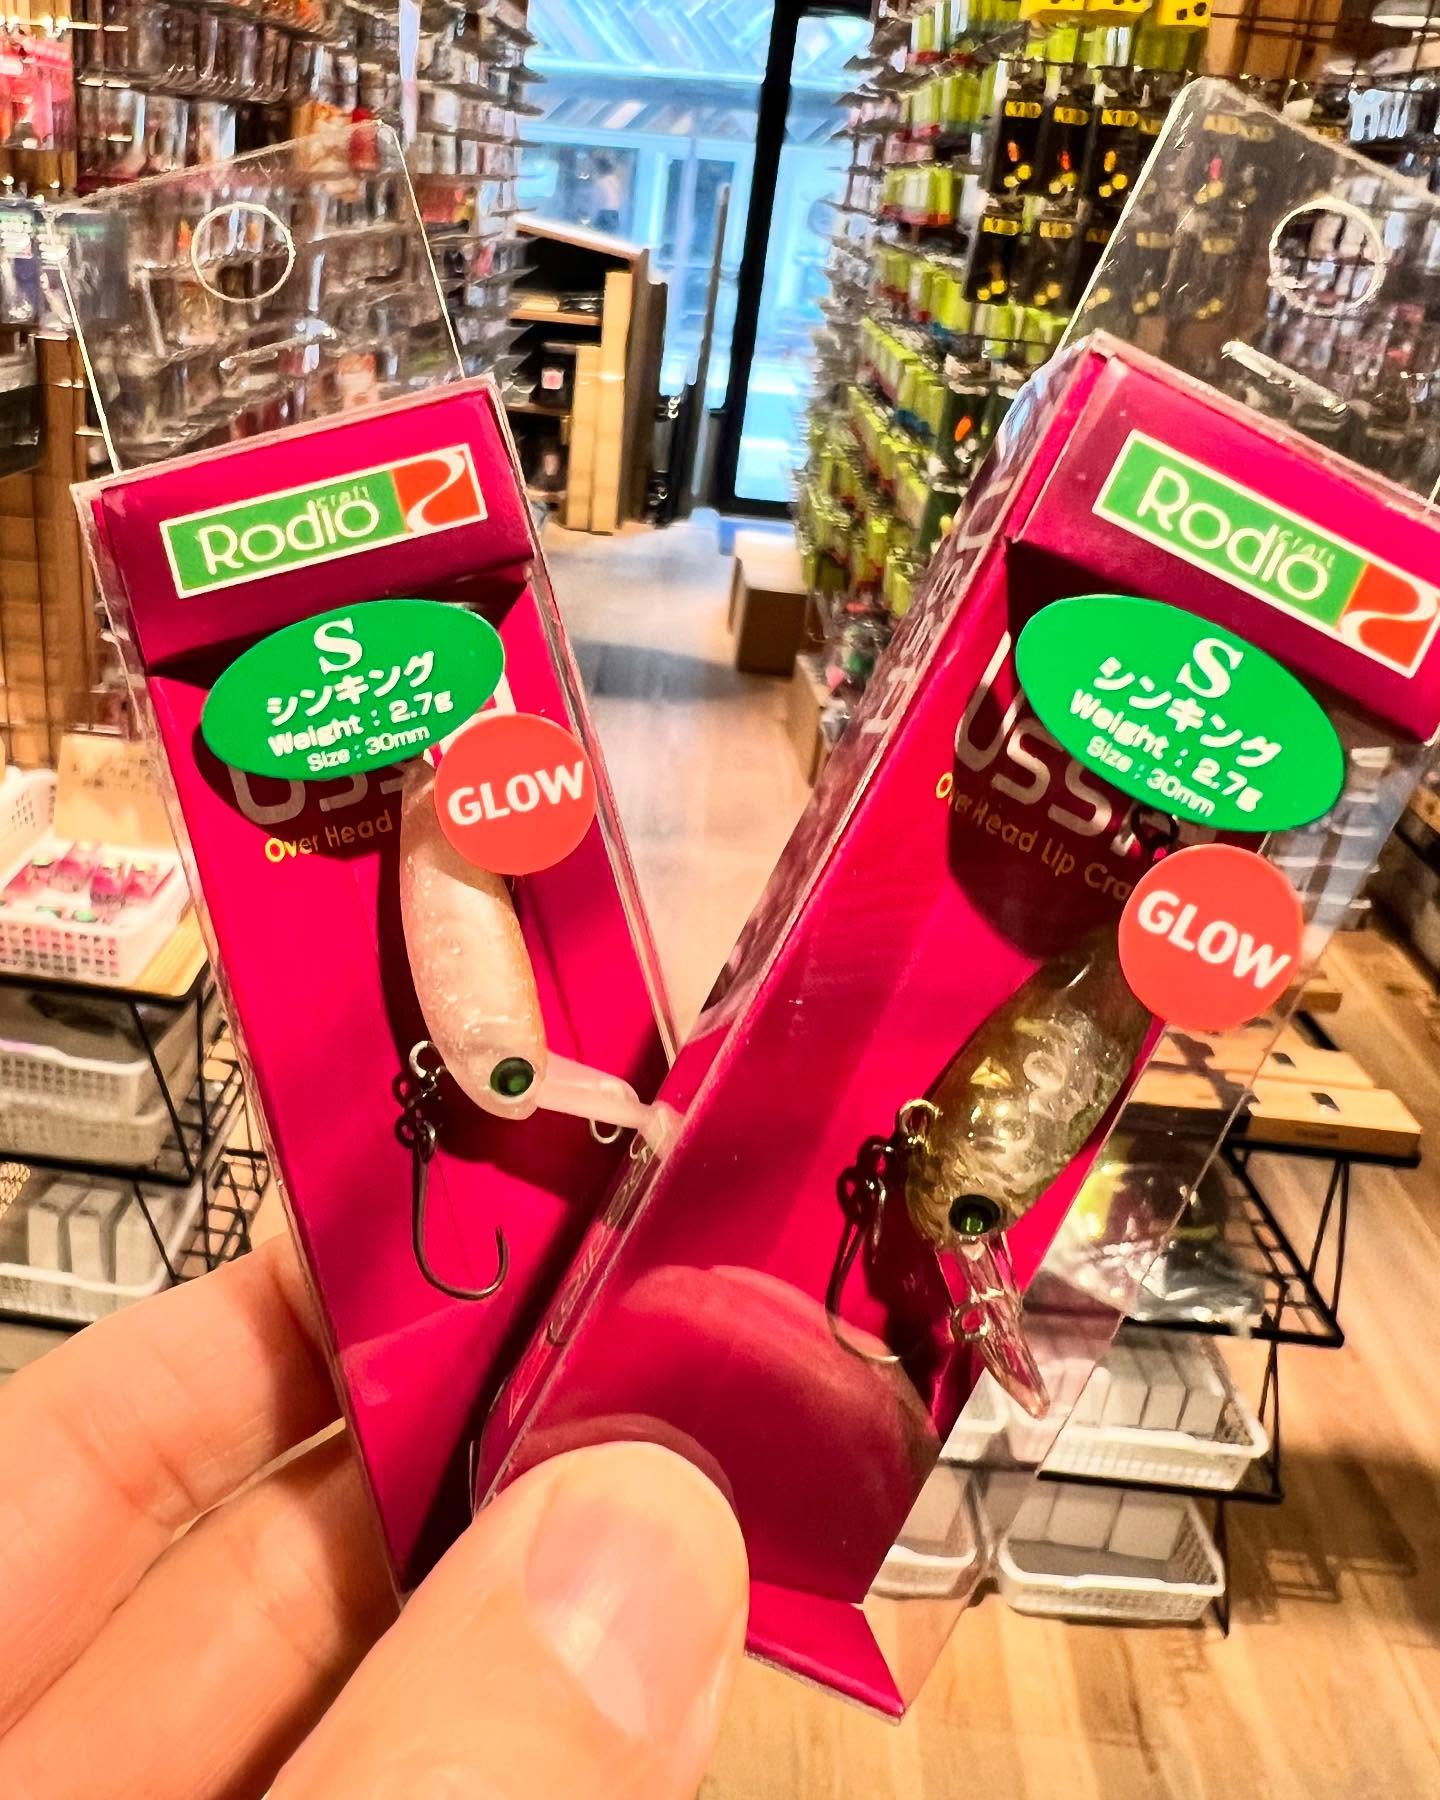 Rodio craft
S
シンキング
Weight : 2.7g
Size : 30mm
GLOW
Over Head
Rodio craft
S
シンキング
Weight : 2.7g
Size : 30mm
Over Head Lip Cra
GLOW